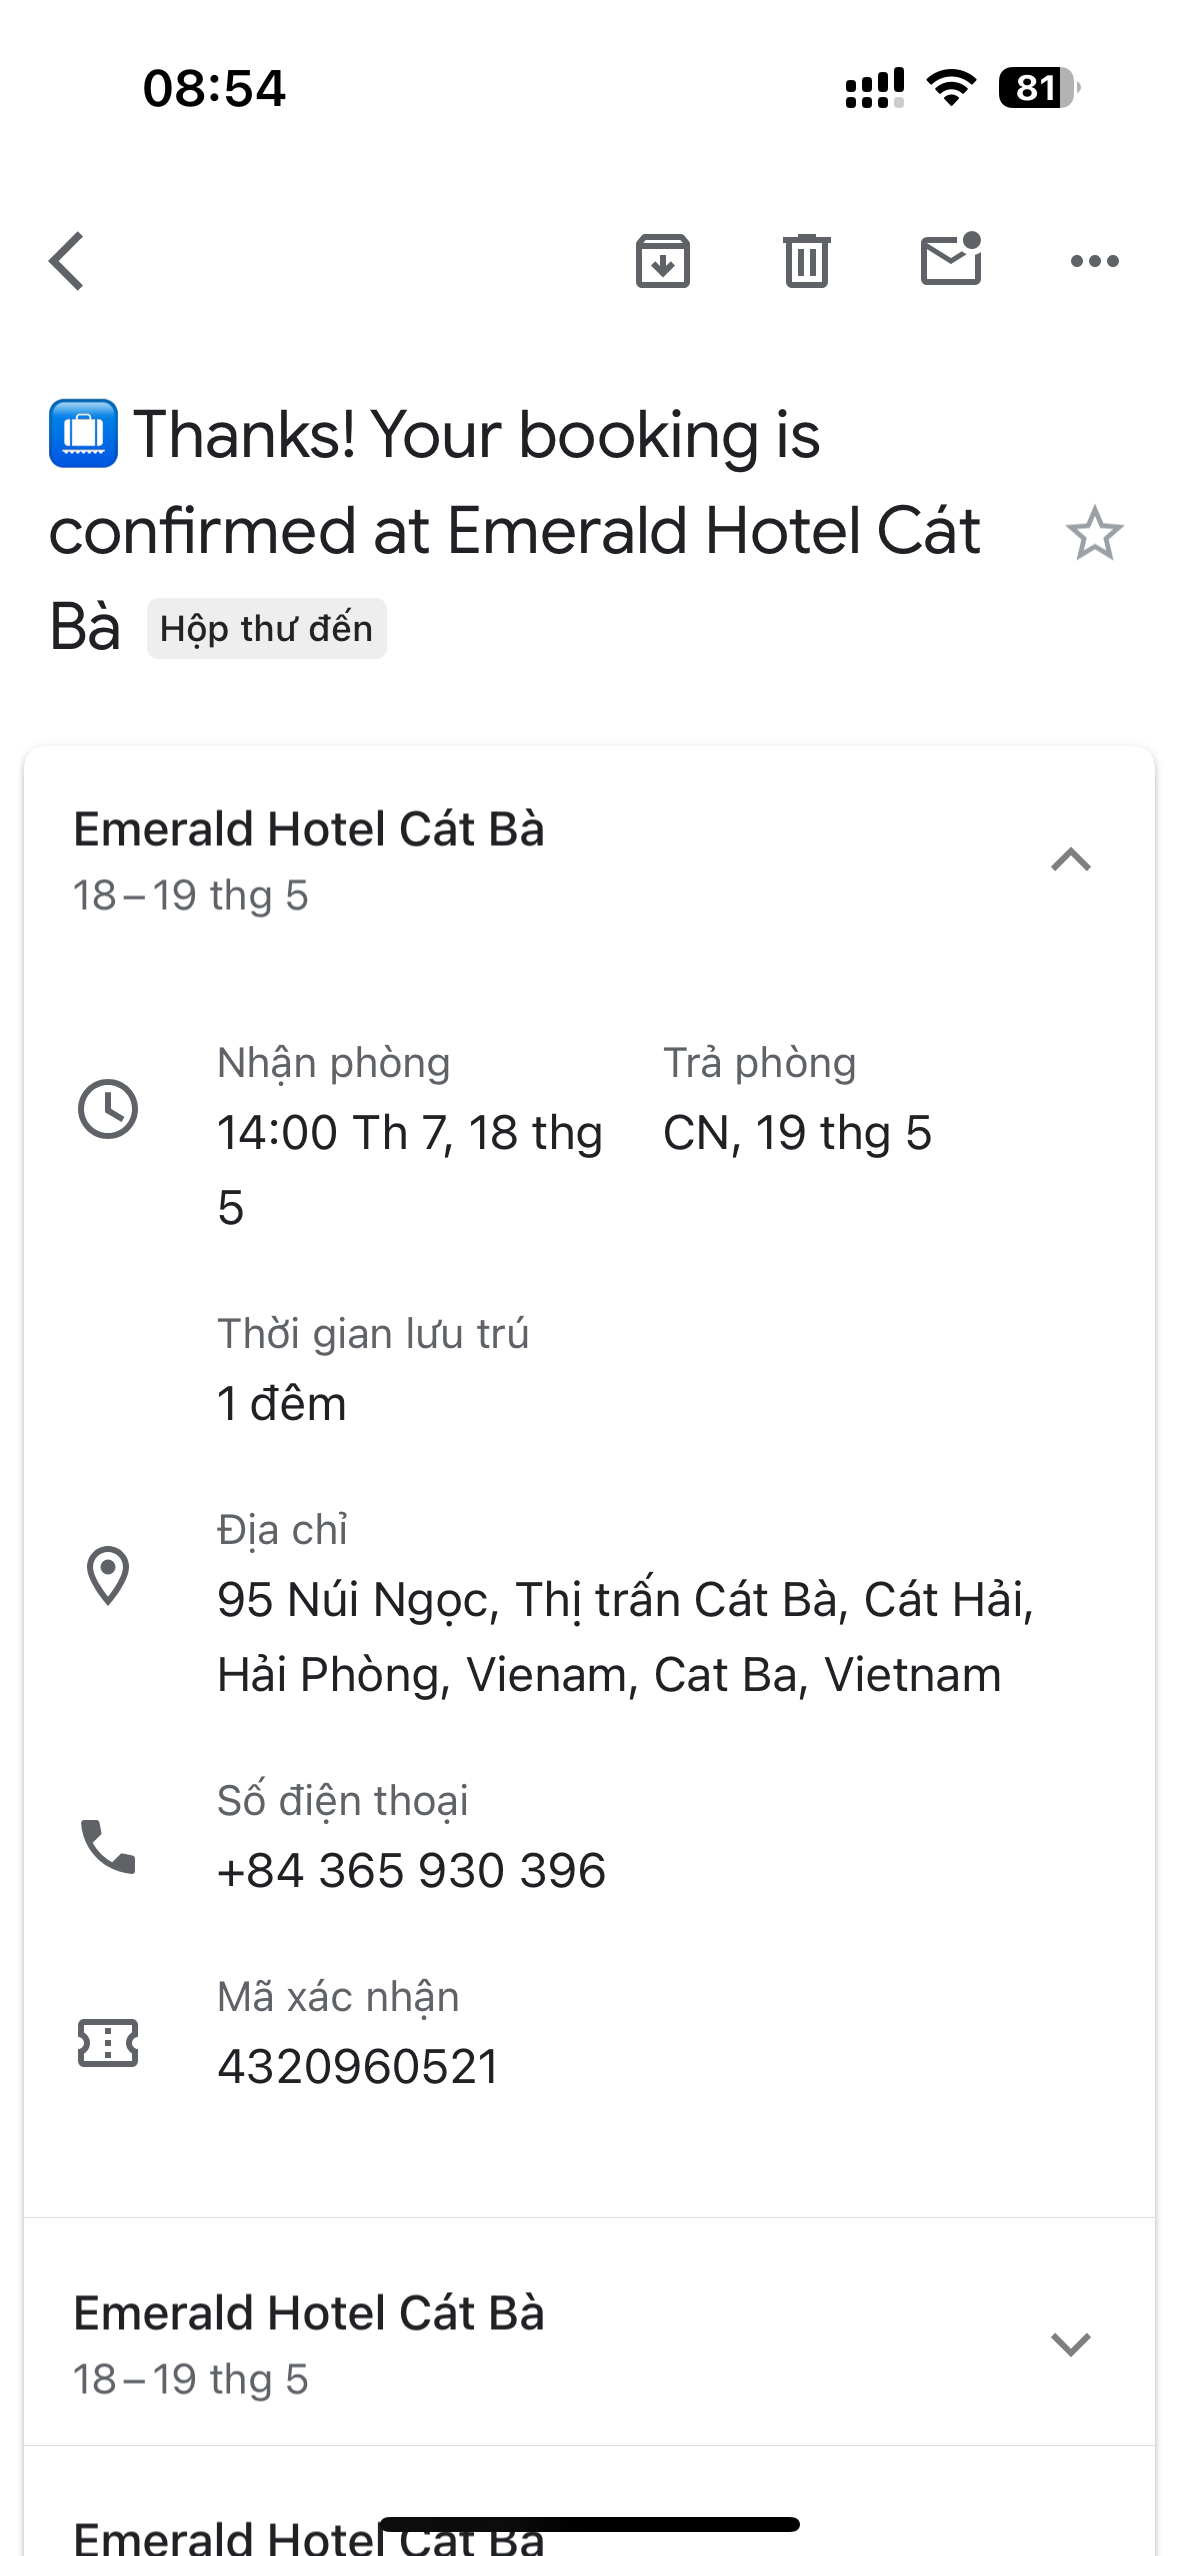 08:54
81
Thanks! Your booking is
confirmed at Emerald Hotel Cát
Bà Hộp thư đến
Emerald Hotel Cát Bà
18–19 thg 5
Nhận phòng
14:00 Th 7, 18 thg
5
Trả phòng
CN, 19 thg 5
Thời gian lưu trú
1 đêm
Địa chỉ
95 Núi Ngọc, Thị trấn Cát Bà, Cát Hải,
Hải Phòng, Vienam, Cat Ba, Vietnam
Số điện thoại
+84 365 930 396
Mã xác nhận
4320960521
Emerald Hotel Cát Bà
18–19 thg 5
Emerald Hotel Cát Bà